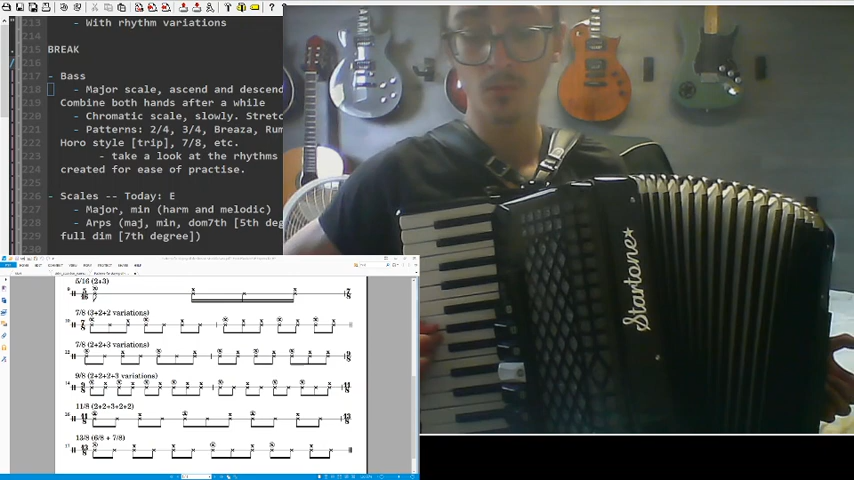 213 - With rhythm variations
214
215 BREAK
216
217 - Bass
218 - Major scale, ascend and descend
219 Combine both hands after a while
220 - Chromatic scale, slowly. Stretc
221 - Patterns: 2/4, 3/4, Breaza, Rum
222 Horo style [trip], 7/8, etc.
223 - take a look at the rhythms
224 created for ease of practise.
225
226 - Scales -- Today: E
227 - Major, min (harm and melodic)
228 - Arps (maj, min, dom7th [5th deg
229 full dim [7th degree])
230
5/16 (2+3)
7/8 (3+2+2 variations)
7/8 (2+2+3 variations)
9/8 (2+2+2+3 variations)
11/8 (2+2+3+2+2)
13/8 (6/8 + 7/8)
Startone